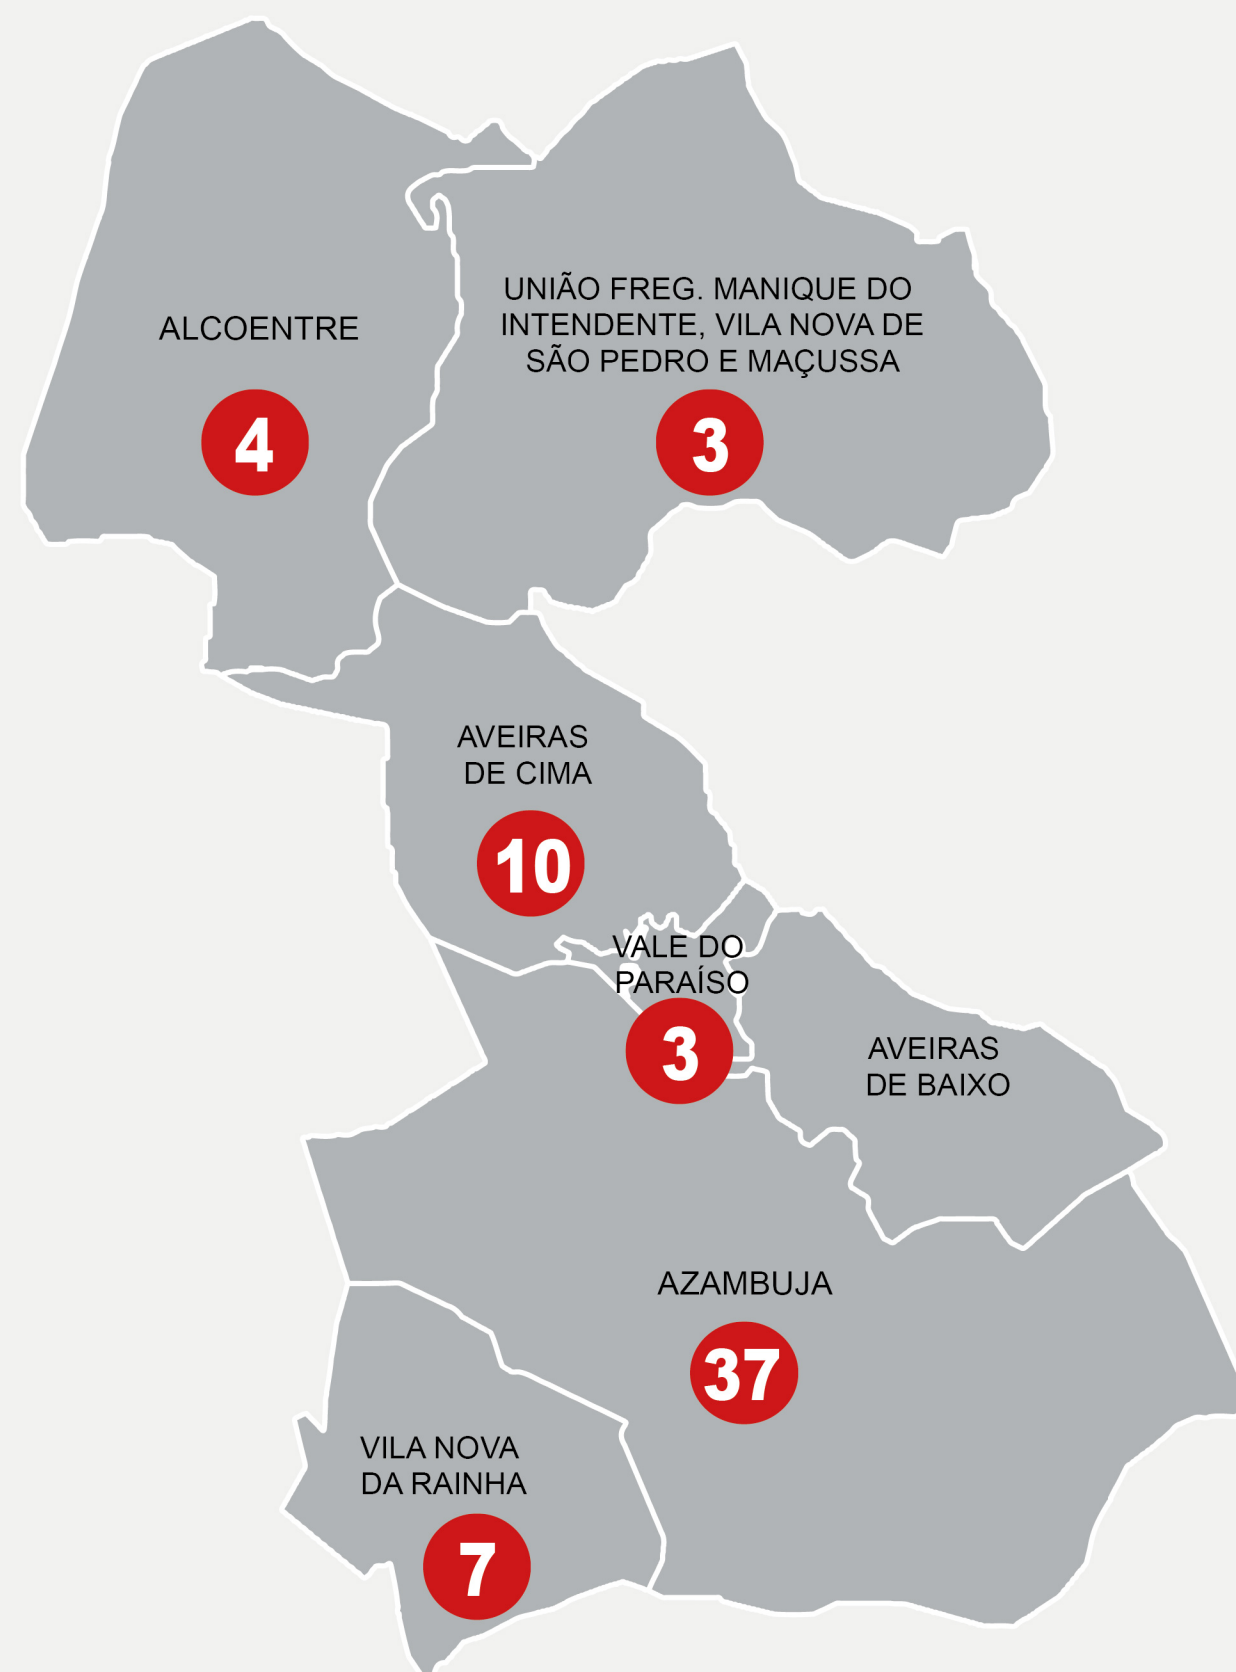 ALCOENTRE
4
UNIÃO FREG. MANIQUE DO
INTENDENTE, VILA NOVA DE
SÃO PEDRO E MAÇUSSA
3
AVEIRAS
DE CIMA
10
VALE DO
PARAÍSO
3
AVEIRAS
DE BAIXO
AZAMBUJA
37
VILA NOVA
DA RAINHA
7